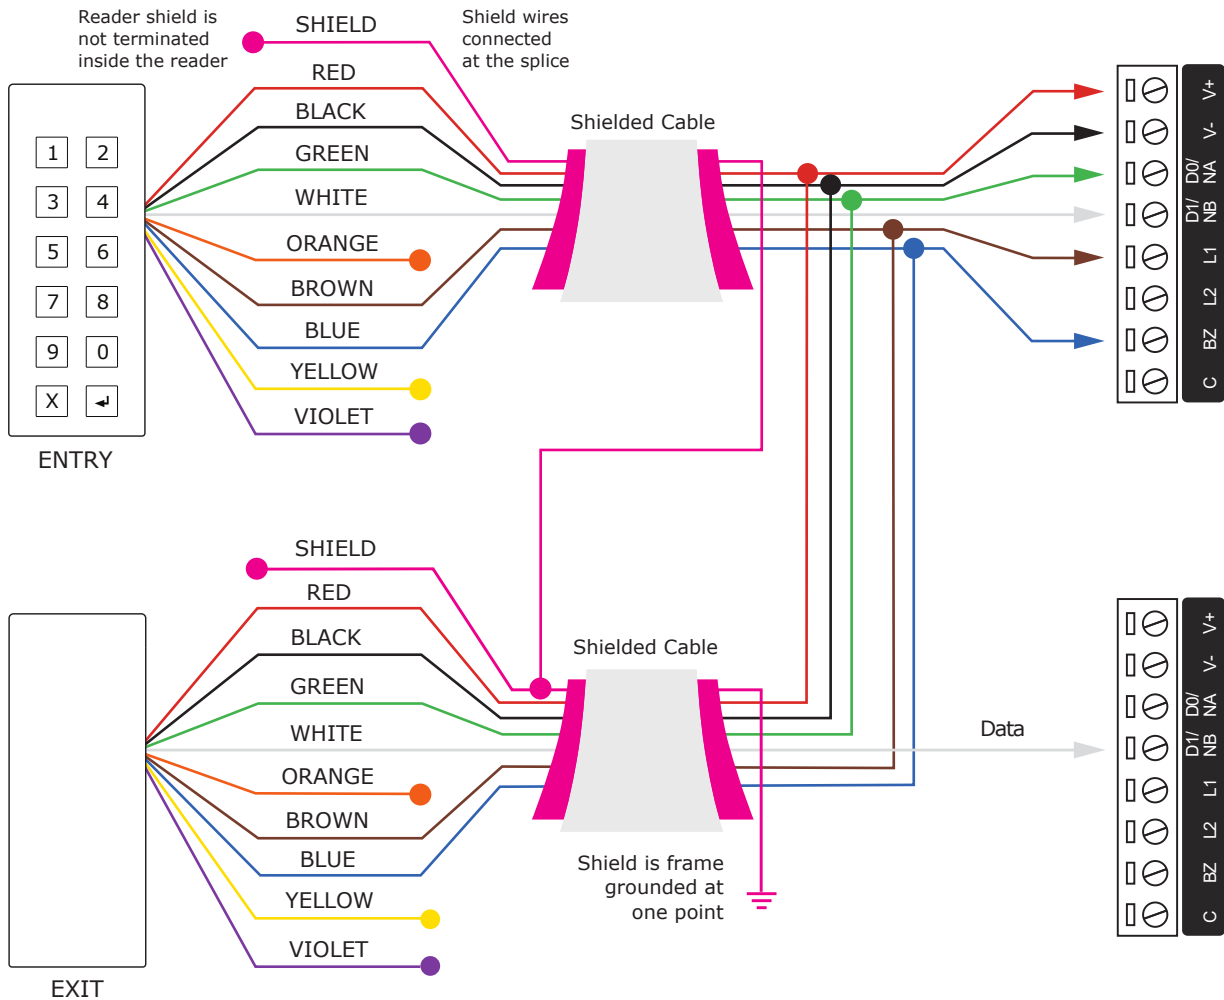 Reader shield is
not terminated
inside the reader
SHIELD
Shield wires
connected
at the splice
RED
BLACK
GREEN
WHITE
ORANGE
BROWN
BLUE
YELLOW
VIOLET
Shielded Cable
1 2
3 4
5 6
7 8
9 0
X
ENTRY
V+
V-
D0/
NA
D1/
NB
L1
L2
BZ
C
SHIELD
RED
BLACK
GREEN
WHITE
ORANGE
BROWN
BLUE
YELLOW
VIOLET
Shielded Cable
Shield is frame
grounded at
one point
Data
EXIT
V+
V-
D0/
NA
D1/
NB
L1
L2
BZ
C